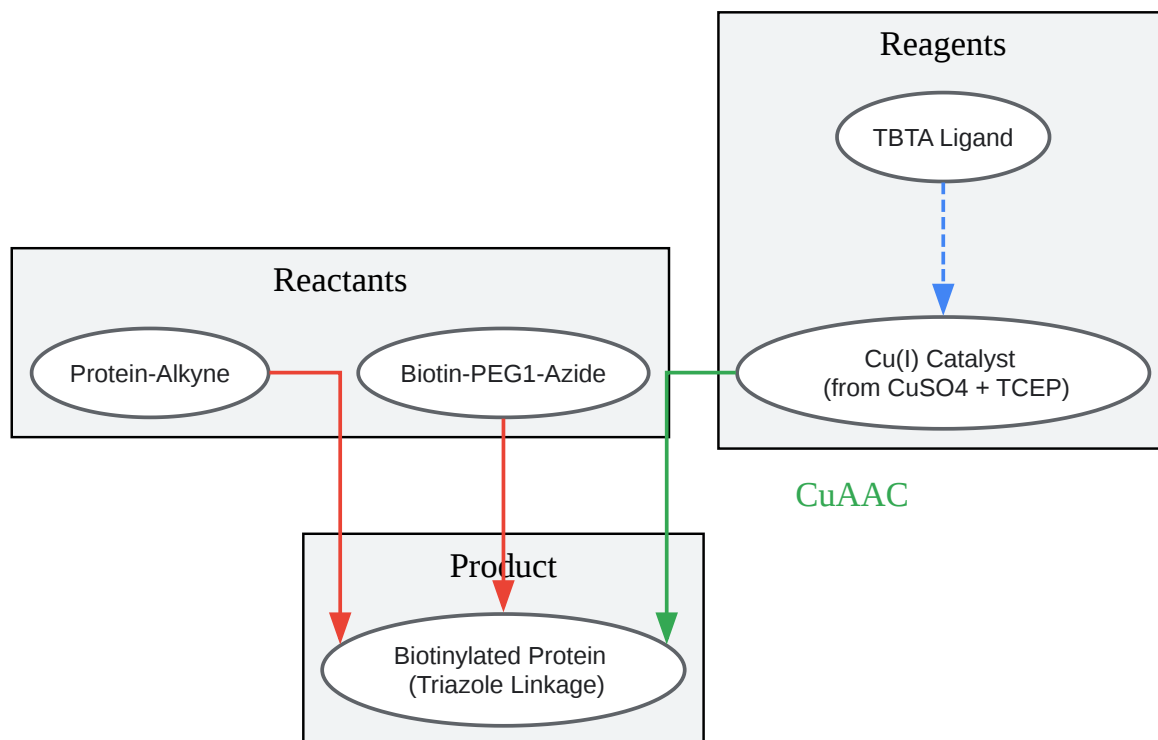 Reagents
TBTA Ligand
Reactants
Protein-Alkyne
Biotin-PEG1-Azide
Cu(I) Catalyst
(from CuSO4 + TCEP)
CuAAC
Product
Biotinylated Protein
(Triazole Linkage)